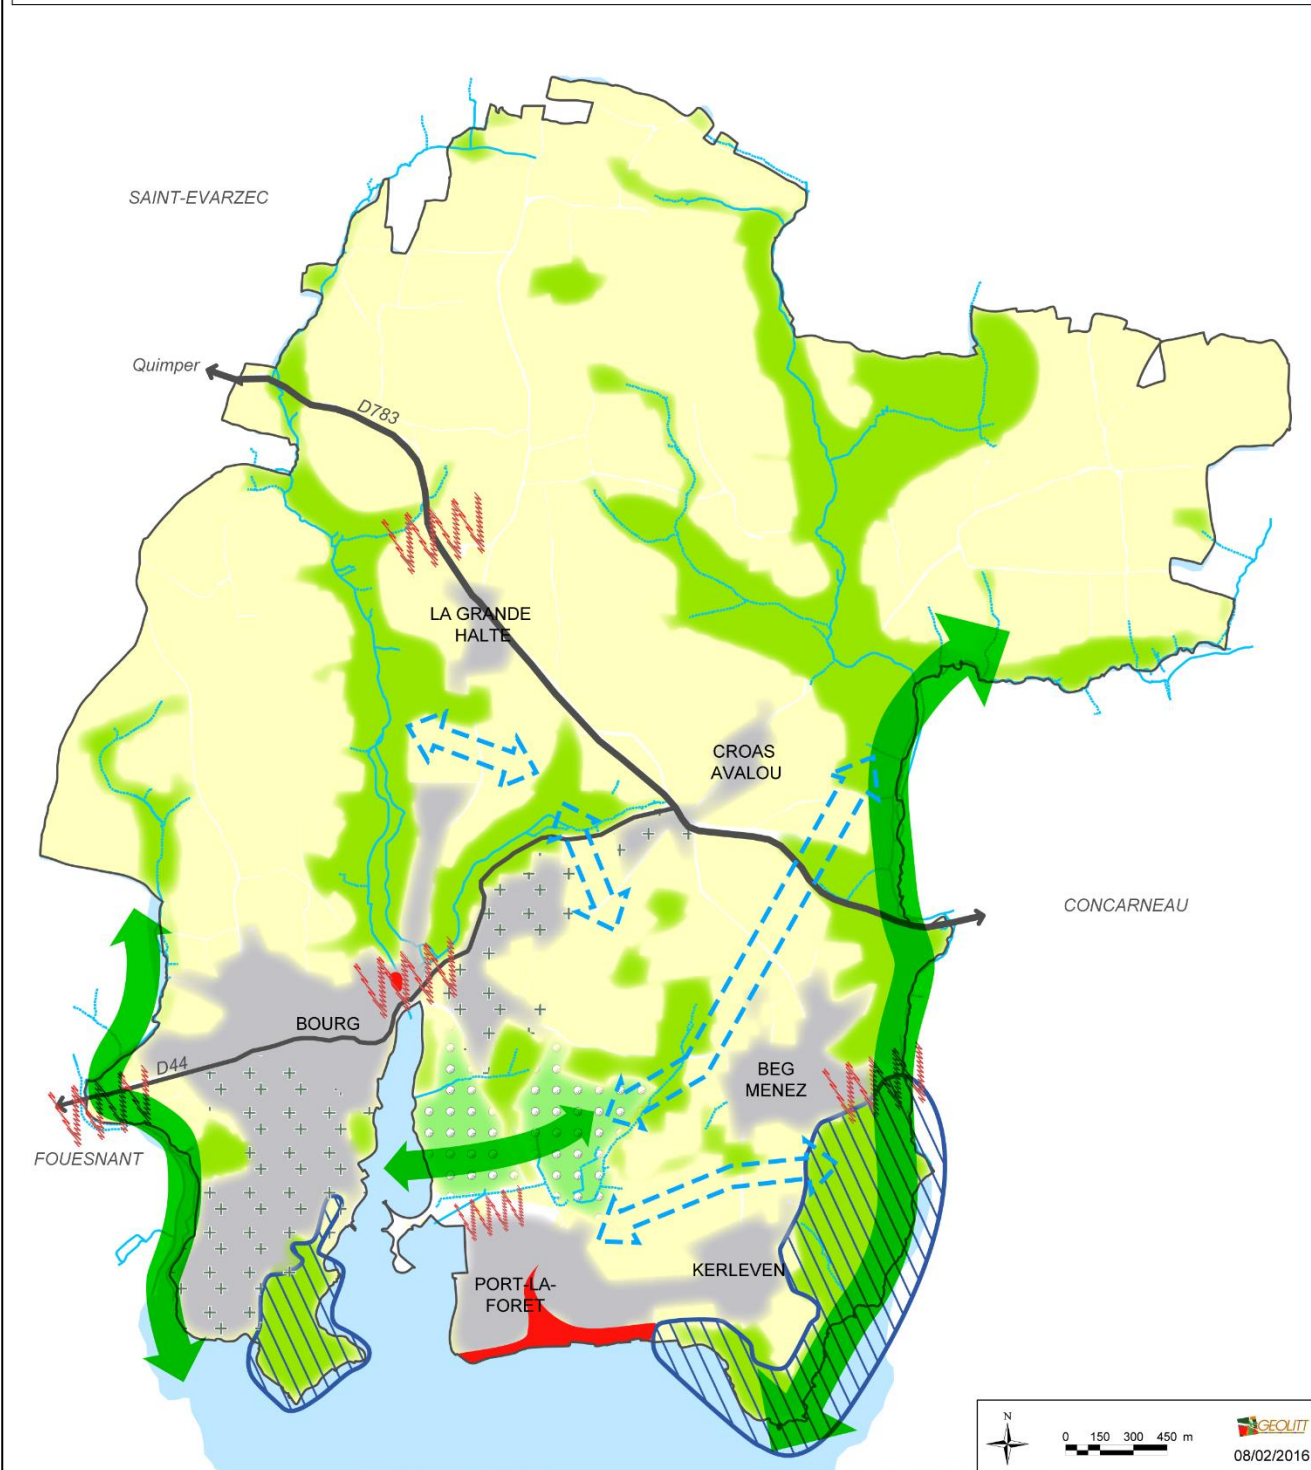 SAINT-EVARZEC
Quimper
D783
LA GRANDE
HALTE
CROAS
AVALOU
CONCARNEAU
BOURG
D44
BEG
MENEZ
FOUESNANT
KERLEVEN
PORT-LA-
FORET
N
0 150 300 450 m
GEOLITT
08/02/2016